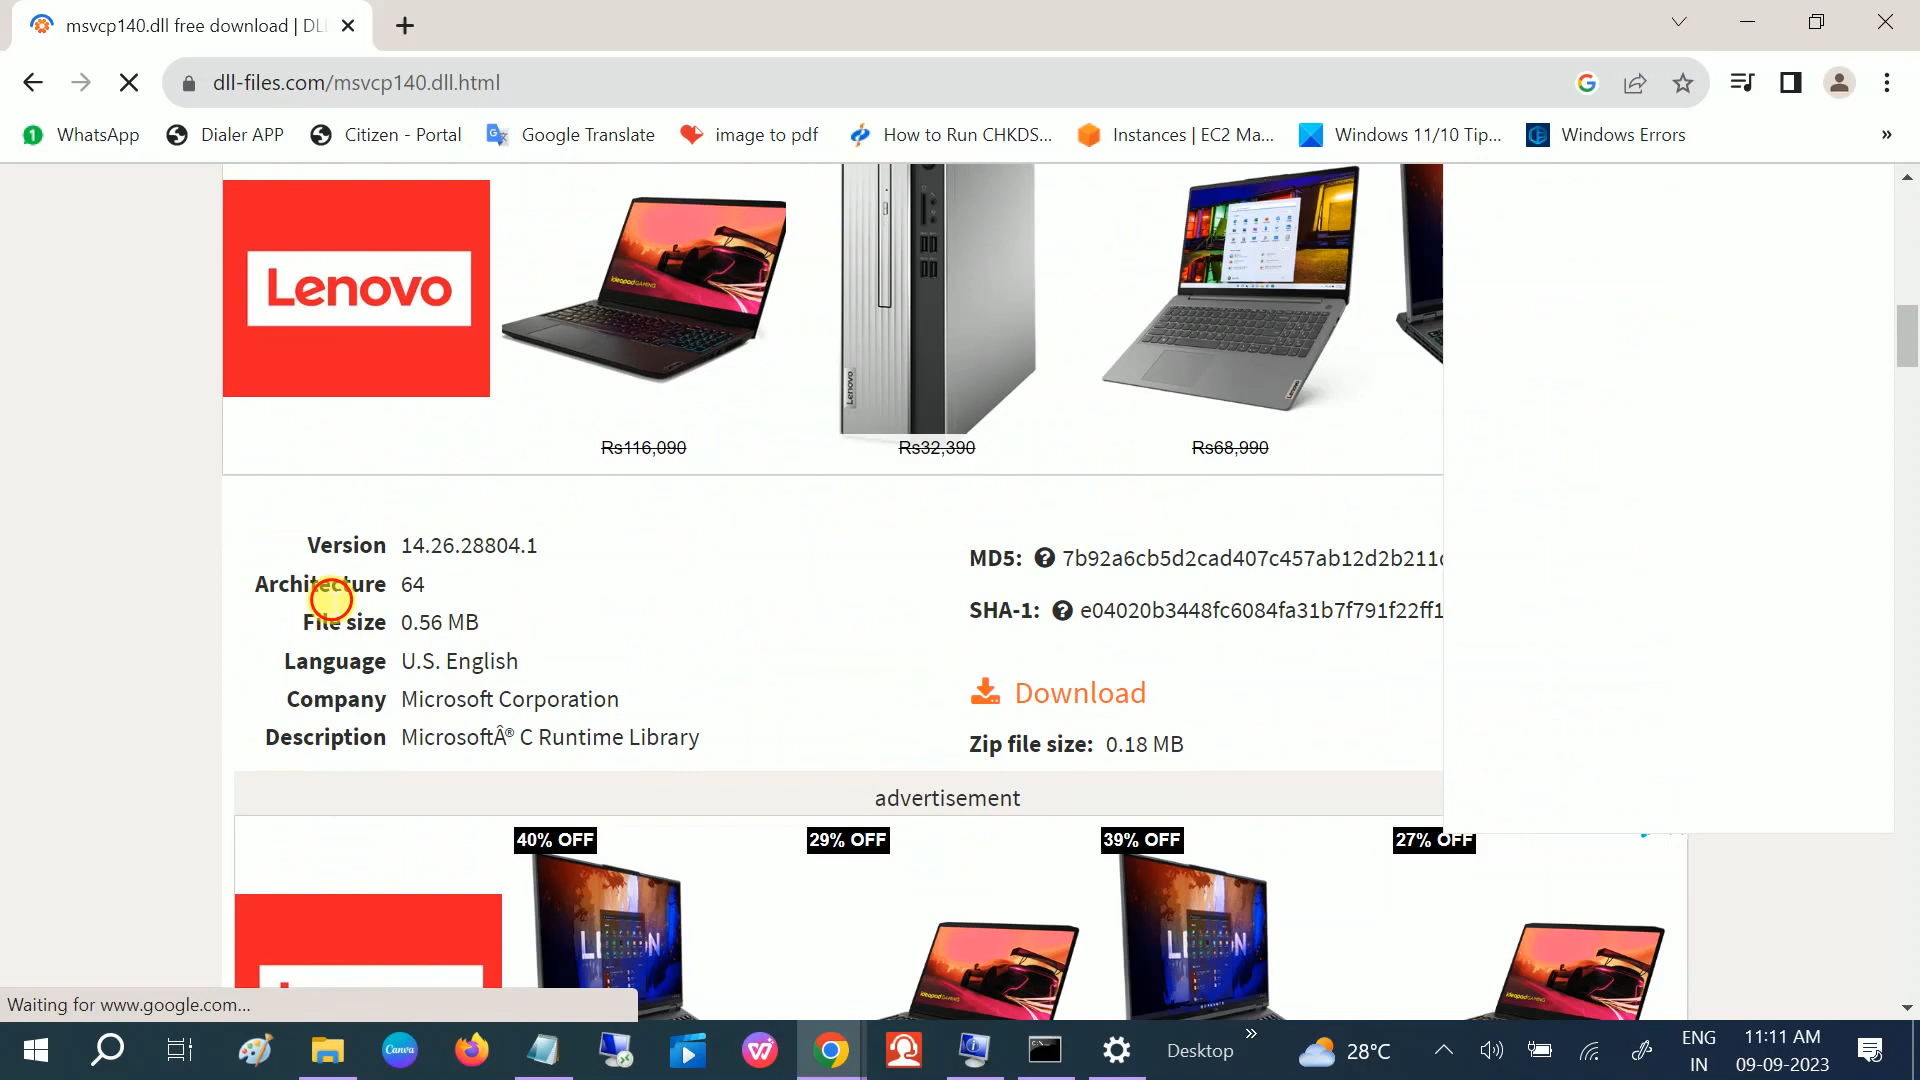 msvcp140.dll free download | DL
dll-files.com/msvcp140.dll.html
WhatsApp
Dialer APP
Citizen - Portal
Google Translate
image to pdf
How to Run CHKDS...
Instances | EC2 Ma...
Windows 11/10 Tip...
Windows Errors
»
Lenovo
Rs116,090
Rs32,390
Rs68,990
Version 14.26.28804.1
Architecture 64
File size 0.56 MB
Language U.S. English
Company Microsoft Corporation
Description MicrosoftÂ® C Runtime Library
MD5: 7b92a6cb5d2cad407c457ab12d2b211
SHA-1: e04020b3448fc6084fa31b7f791f22ff1
Download
Zip file size: 0.18 MB
advertisement
40% OFF
29% OFF
39% OFF
27% OFF
Waiting for www.google.com...
Canva
Desktop
»
28°C
ENG
IN
11:11 AM
09-09-2023